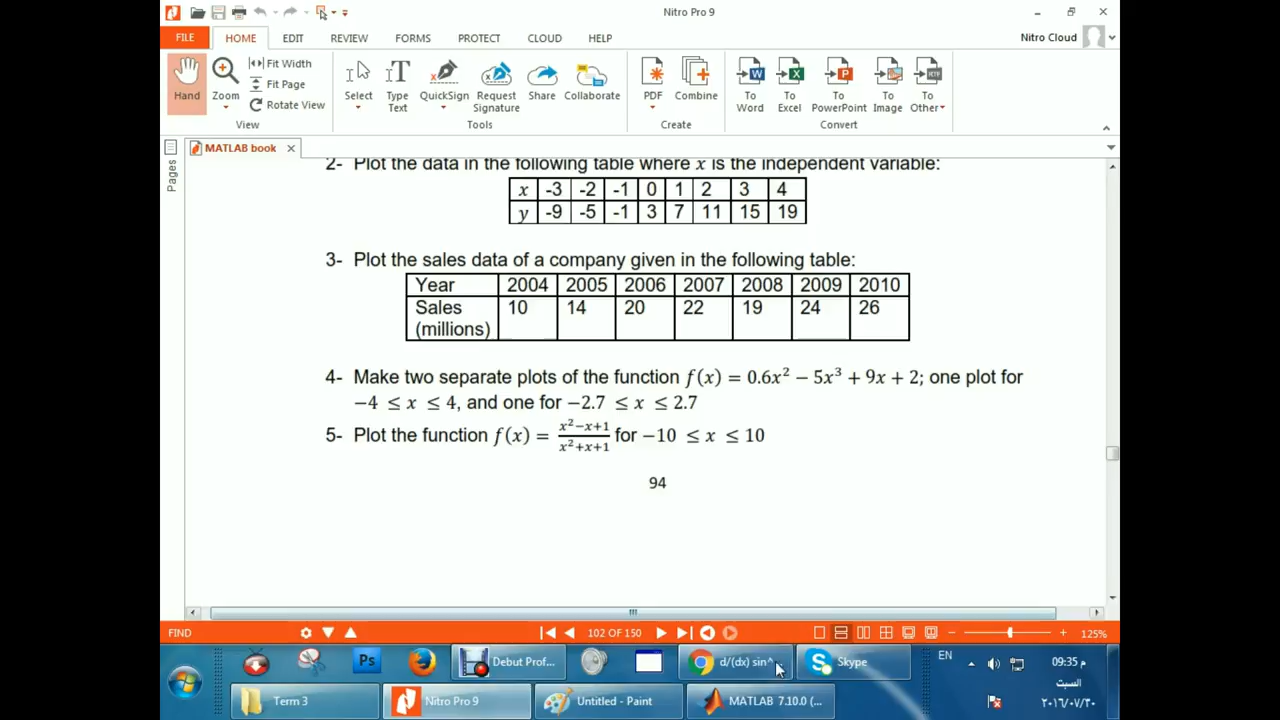 Nitro Pro 9
FILE HOME EDIT REVIEW FORMS PROTECT CLOUD HELP Nitro Cloud
Hand Zoom Fit Width Fit Page Rotate View Select Type Text QuickSign Request Signature Share Collaborate PDF Combine To Word To Excel To PowerPoint To Image To Other
View Tools Create Convert
MATLAB book
Pages
2- Plot the data in the following table where x is the independent variable:
x -3 -2 -1 0 1 2 3 4
y -9 -5 -1 3 7 11 15 19
3- Plot the sales data of a company given in the following table:
Year 2004 2005 2006 2007 2008 2009 2010
Sales 10 14 20 22 19 24 26
(millions)
4- Make two separate plots of the function f(x) = 0.6x² − 5x³ + 9x + 2; one plot for
−4 ≤ x ≤ 4, and one for −2.7 ≤ x ≤ 2.7
5- Plot the function f(x) = (x²−x+1)/(x²+x+1) for −10 ≤ x ≤ 10
94
FIND 102 OF 150 125%
Ps Debut Prof... d/(dx) sin^ Skype EN 09:35 م
السبت
Term 3 Nitro Pro 9 Untitled - Paint MATLAB 7.10.0 (... ٢٠١٦/٠٧/٣٠